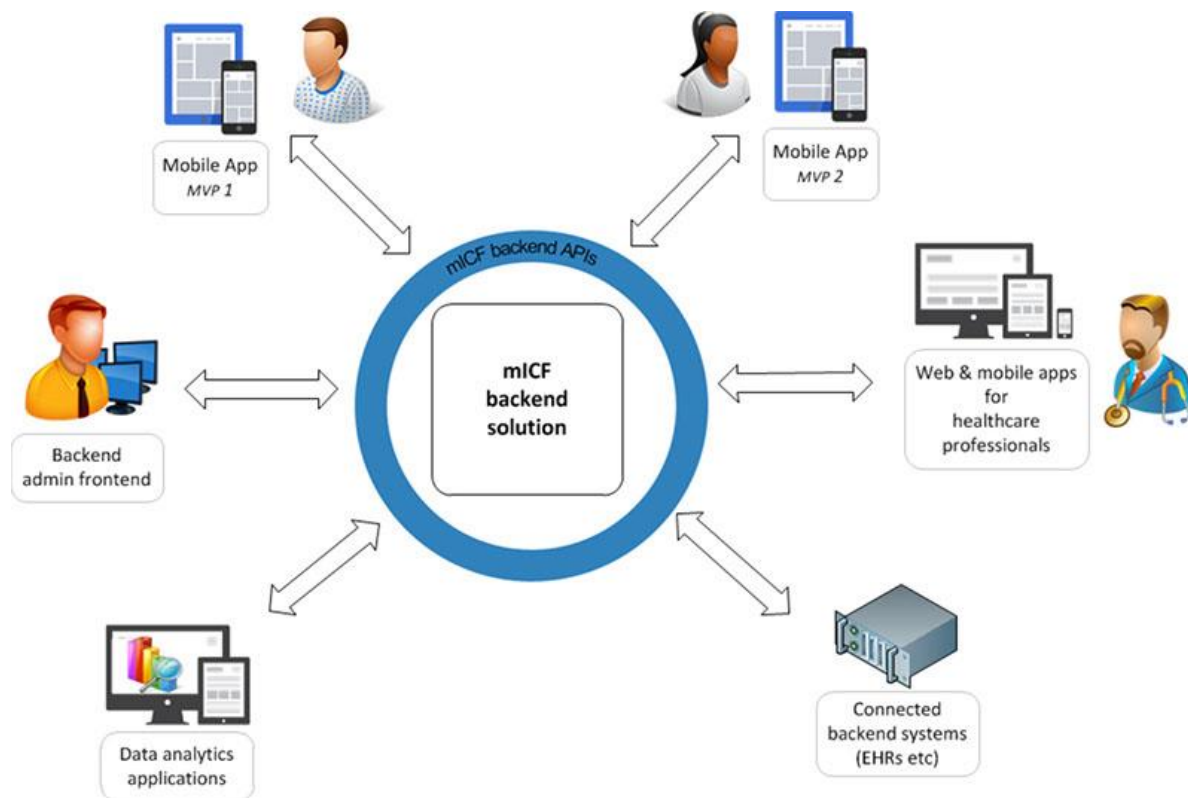 Mobile App
MVP 1
Mobile App
MVP 2
mICF backend APIs
mICF
backend
solution
Backend
admin frontend
Web & mobile apps
for
healthcare
professionals
Data analytics
applications
Connected
backend systems
(EHRs etc)